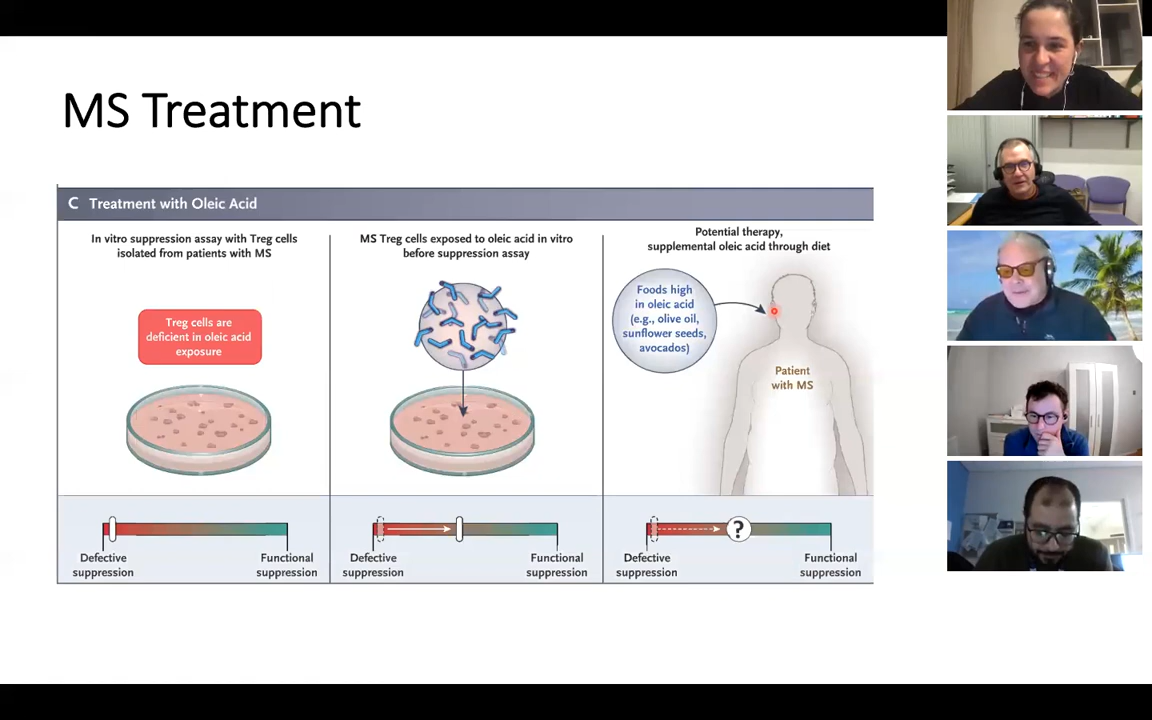 MS Treatment
C Treatment with Oleic Acid
In vitro suppression assay with Treg cells
isolated from patients with MS
Treg cells are
deficient in oleic acid
exposure
Defective
suppression
Functional
suppression
MS Treg cells exposed to oleic acid in vitro
before suppression assay
Defective
suppression
Functional
suppression
Potential therapy,
supplemental oleic acid through diet
Foods high
in oleic acid
(e.g., olive oil,
sunflower seeds,
avocados)
Patient
with MS
?
Defective
suppression
Functional
suppression